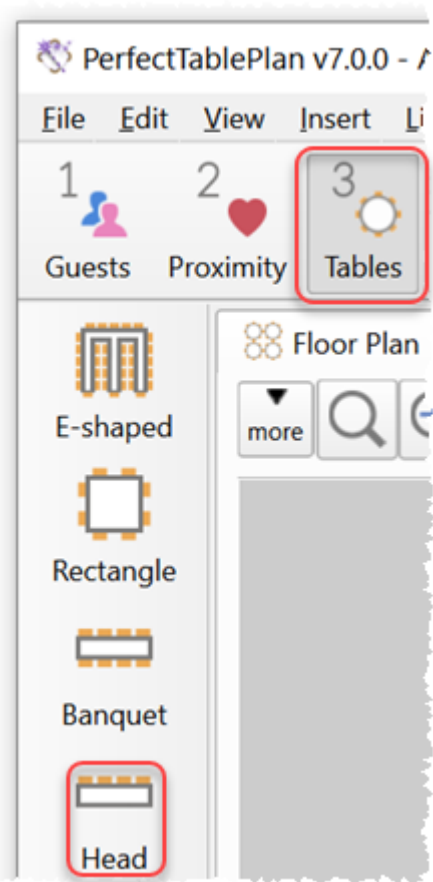 PerfectTablePlan v7.0.0 -
File Edit View Insert
1 2 3
Guests Proximity Tables
E-shaped
Floor Plan
more
Rectangle
Banquet
Head